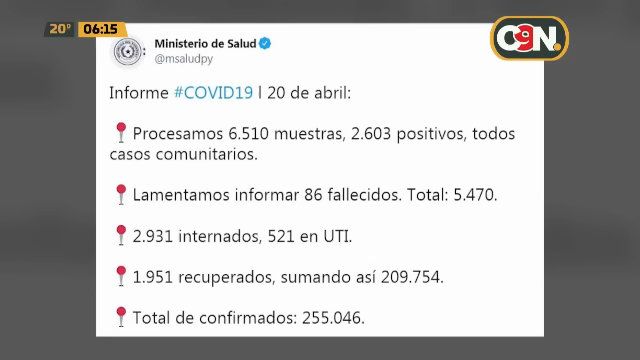 20°
06:15
C9N.
Ministerio de Salud
@msaludpy
Informe #COVID19 l 20 de abril:
Procesamos 6.510 muestras, 2.603 positivos, todos
casos comunitarios.
Lamentamos informar 86 fallecidos. Total: 5.470.
2.931 internados, 521 en UTI.
1.951 recuperados, sumando así 209.754.
Total de confirmados: 255.046.